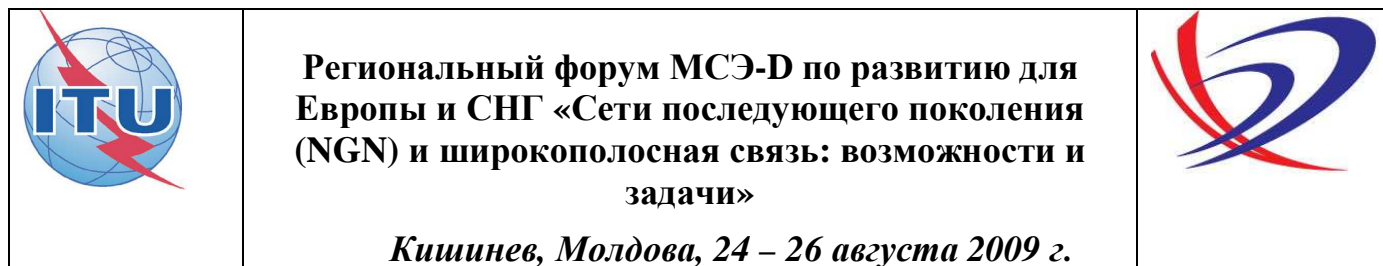 ITU
Региональный форум МСЭ-D по развитию для
Европы и СНГ «Сети последующего поколения
(NGN) и широкополосная связь: возможности и
задачи»
Кишинев, Молдова, 24 – 26 августа 2009 г.